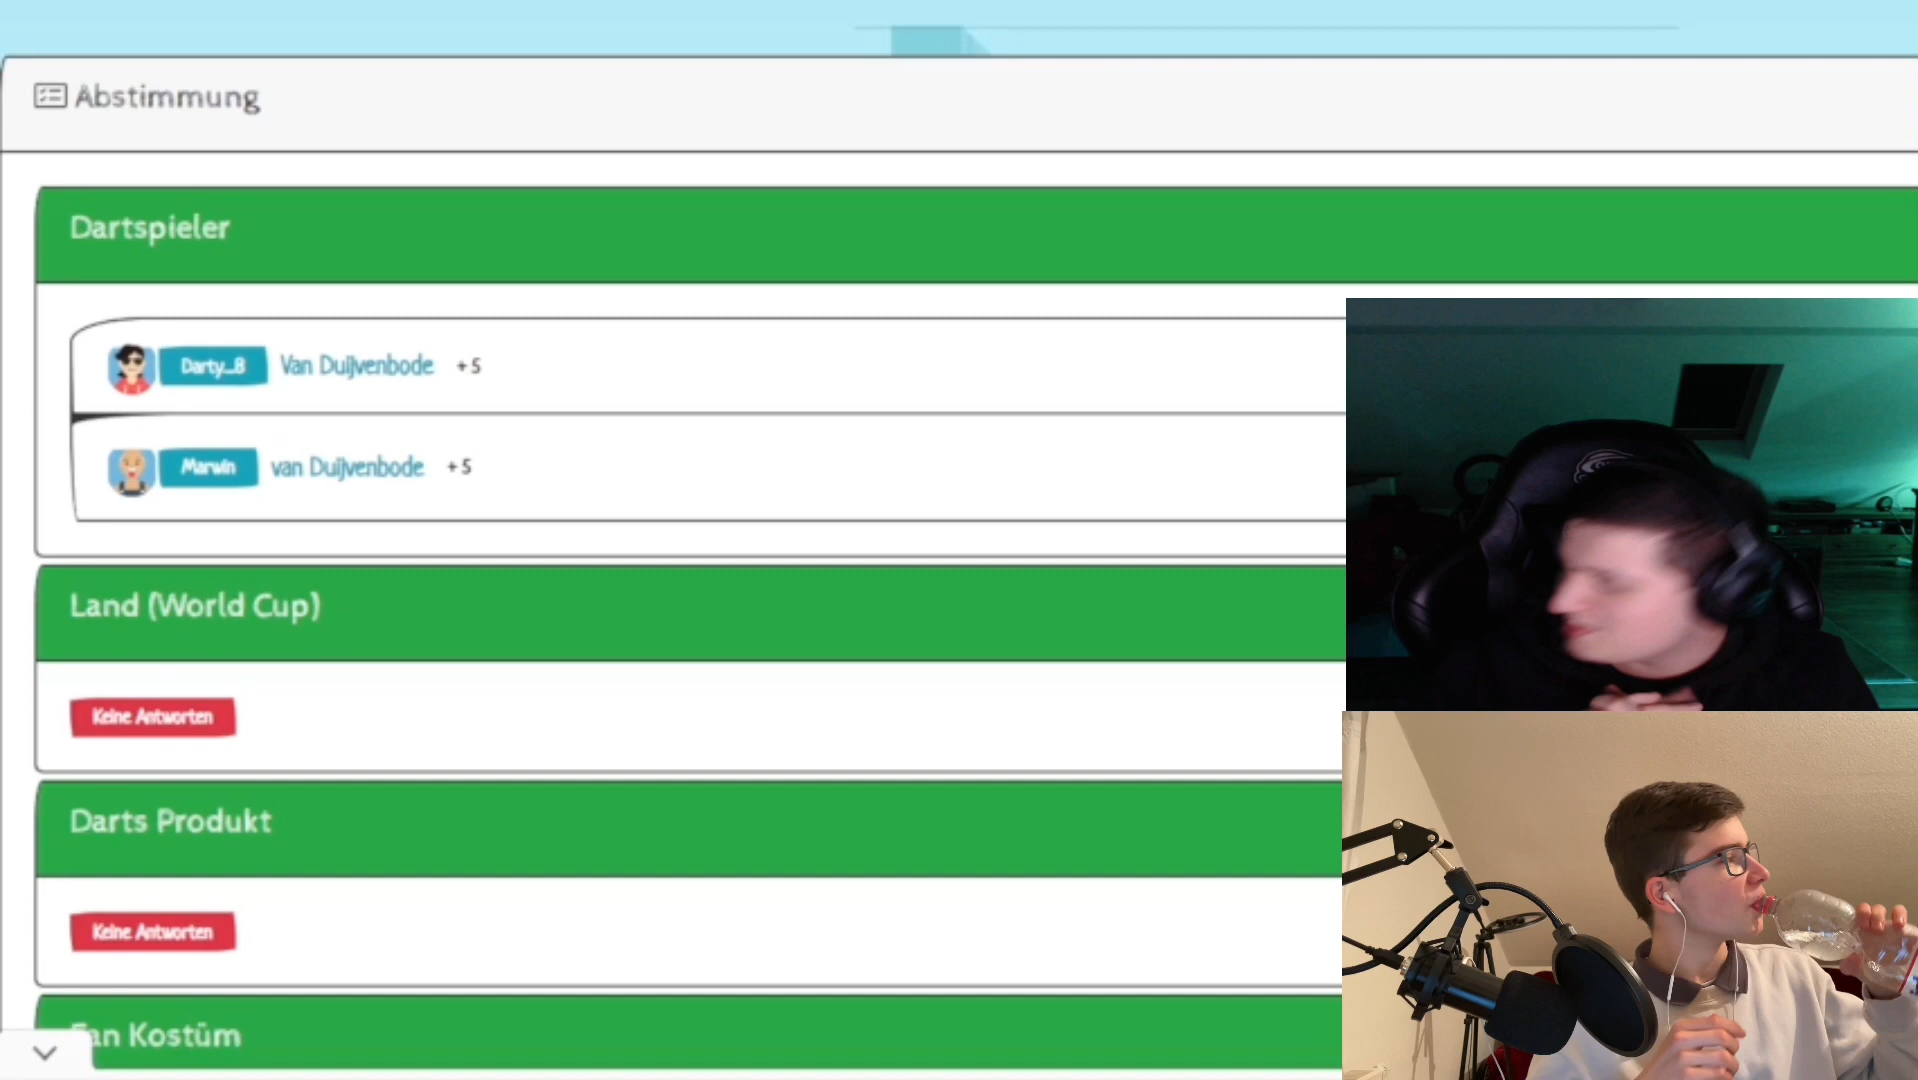 Abstimmung
Dartspieler
Darty_B Van Duijvenbode +5
Marwin van Duijvenbode +5
Land (World Cup)
Keine Antworten
Darts Produkt
Keine Antworten
Fan Kostüm